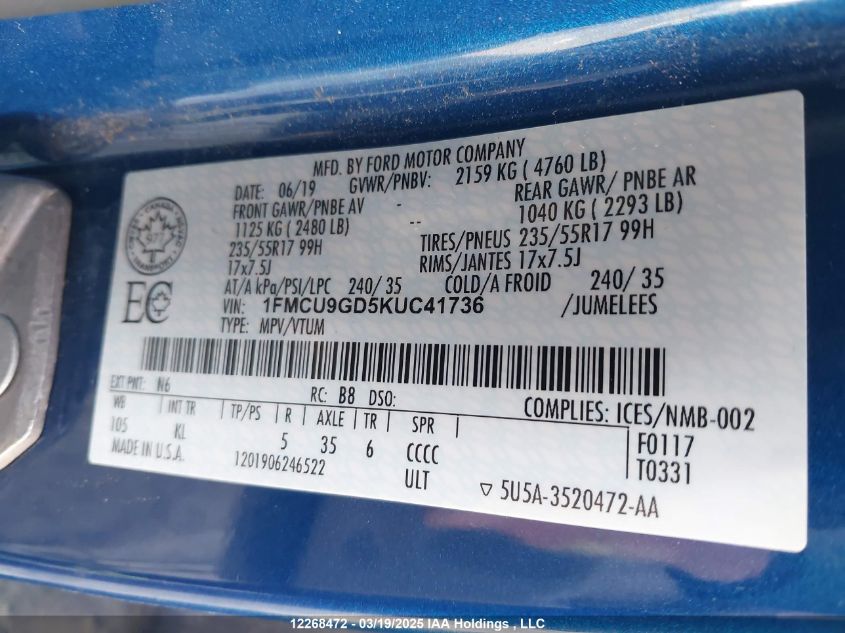 MFD. BY FORD MOTOR COMPANY
DATE: 06/19 GVWR/PNBV: 2159 KG ( 4760 LB)
FRONT GAWR/PNBE AV - REAR GAWR/ PNBE AR
1125 KG ( 2480 LB) -- 1040 KG ( 2293 LB)
235/55R17 99H TIRES/PNEUS 235/55R17 99H
17x7.5J RIMS/JANTES 17x7.5J
AT/A kPa/PSI/LPC 240/ 35 COLD/A FROID 240/ 35
VIN: 1FMCU9GD5KUC41736 /JUMELEES
TYPE: MPV/VTUM
EC
EXT PNT: N6 RC: B8 DSO:
COMPLIES: ICES/NMB-002
WB | INT TR | TP/PS | R | AXLE | TR | SPR |
105 KL 5 35 6 CCCC
F0117
T0331
MADE IN U.S.A. 1201906246522 ULT
▽ 5U5A-3520472-AA
12268472 - 03/19/2025 IAA Holdings , LLC